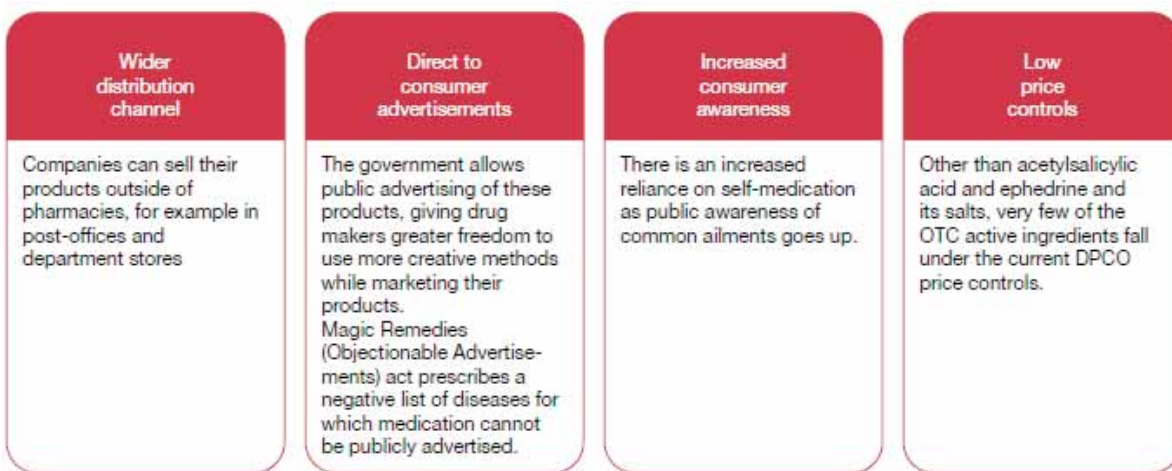 Wider
distribution
channel
Companies can sell their
products outside of
pharmacies, for example in
post-offices and
department stores
Direct to
consumer
advertisements
The government allows
public advertising of these
products, giving drug
makers greater freedom to
use more creative methods
while marketing their
products.
Magic Remedies
(Objectionable Advertise-
ments) act prescribes a
negative list of diseases for
which medication cannot
be publicly advertised.
Increased
consumer
awareness
There is an increased
reliance on self-medication
as public awareness of
common ailments goes up.
Low
price
controls
Other than acetylsalicylic
acid and ephedrine and
its salts, very few of the
OTC active ingredients fall
under the current DPCO
price controls.